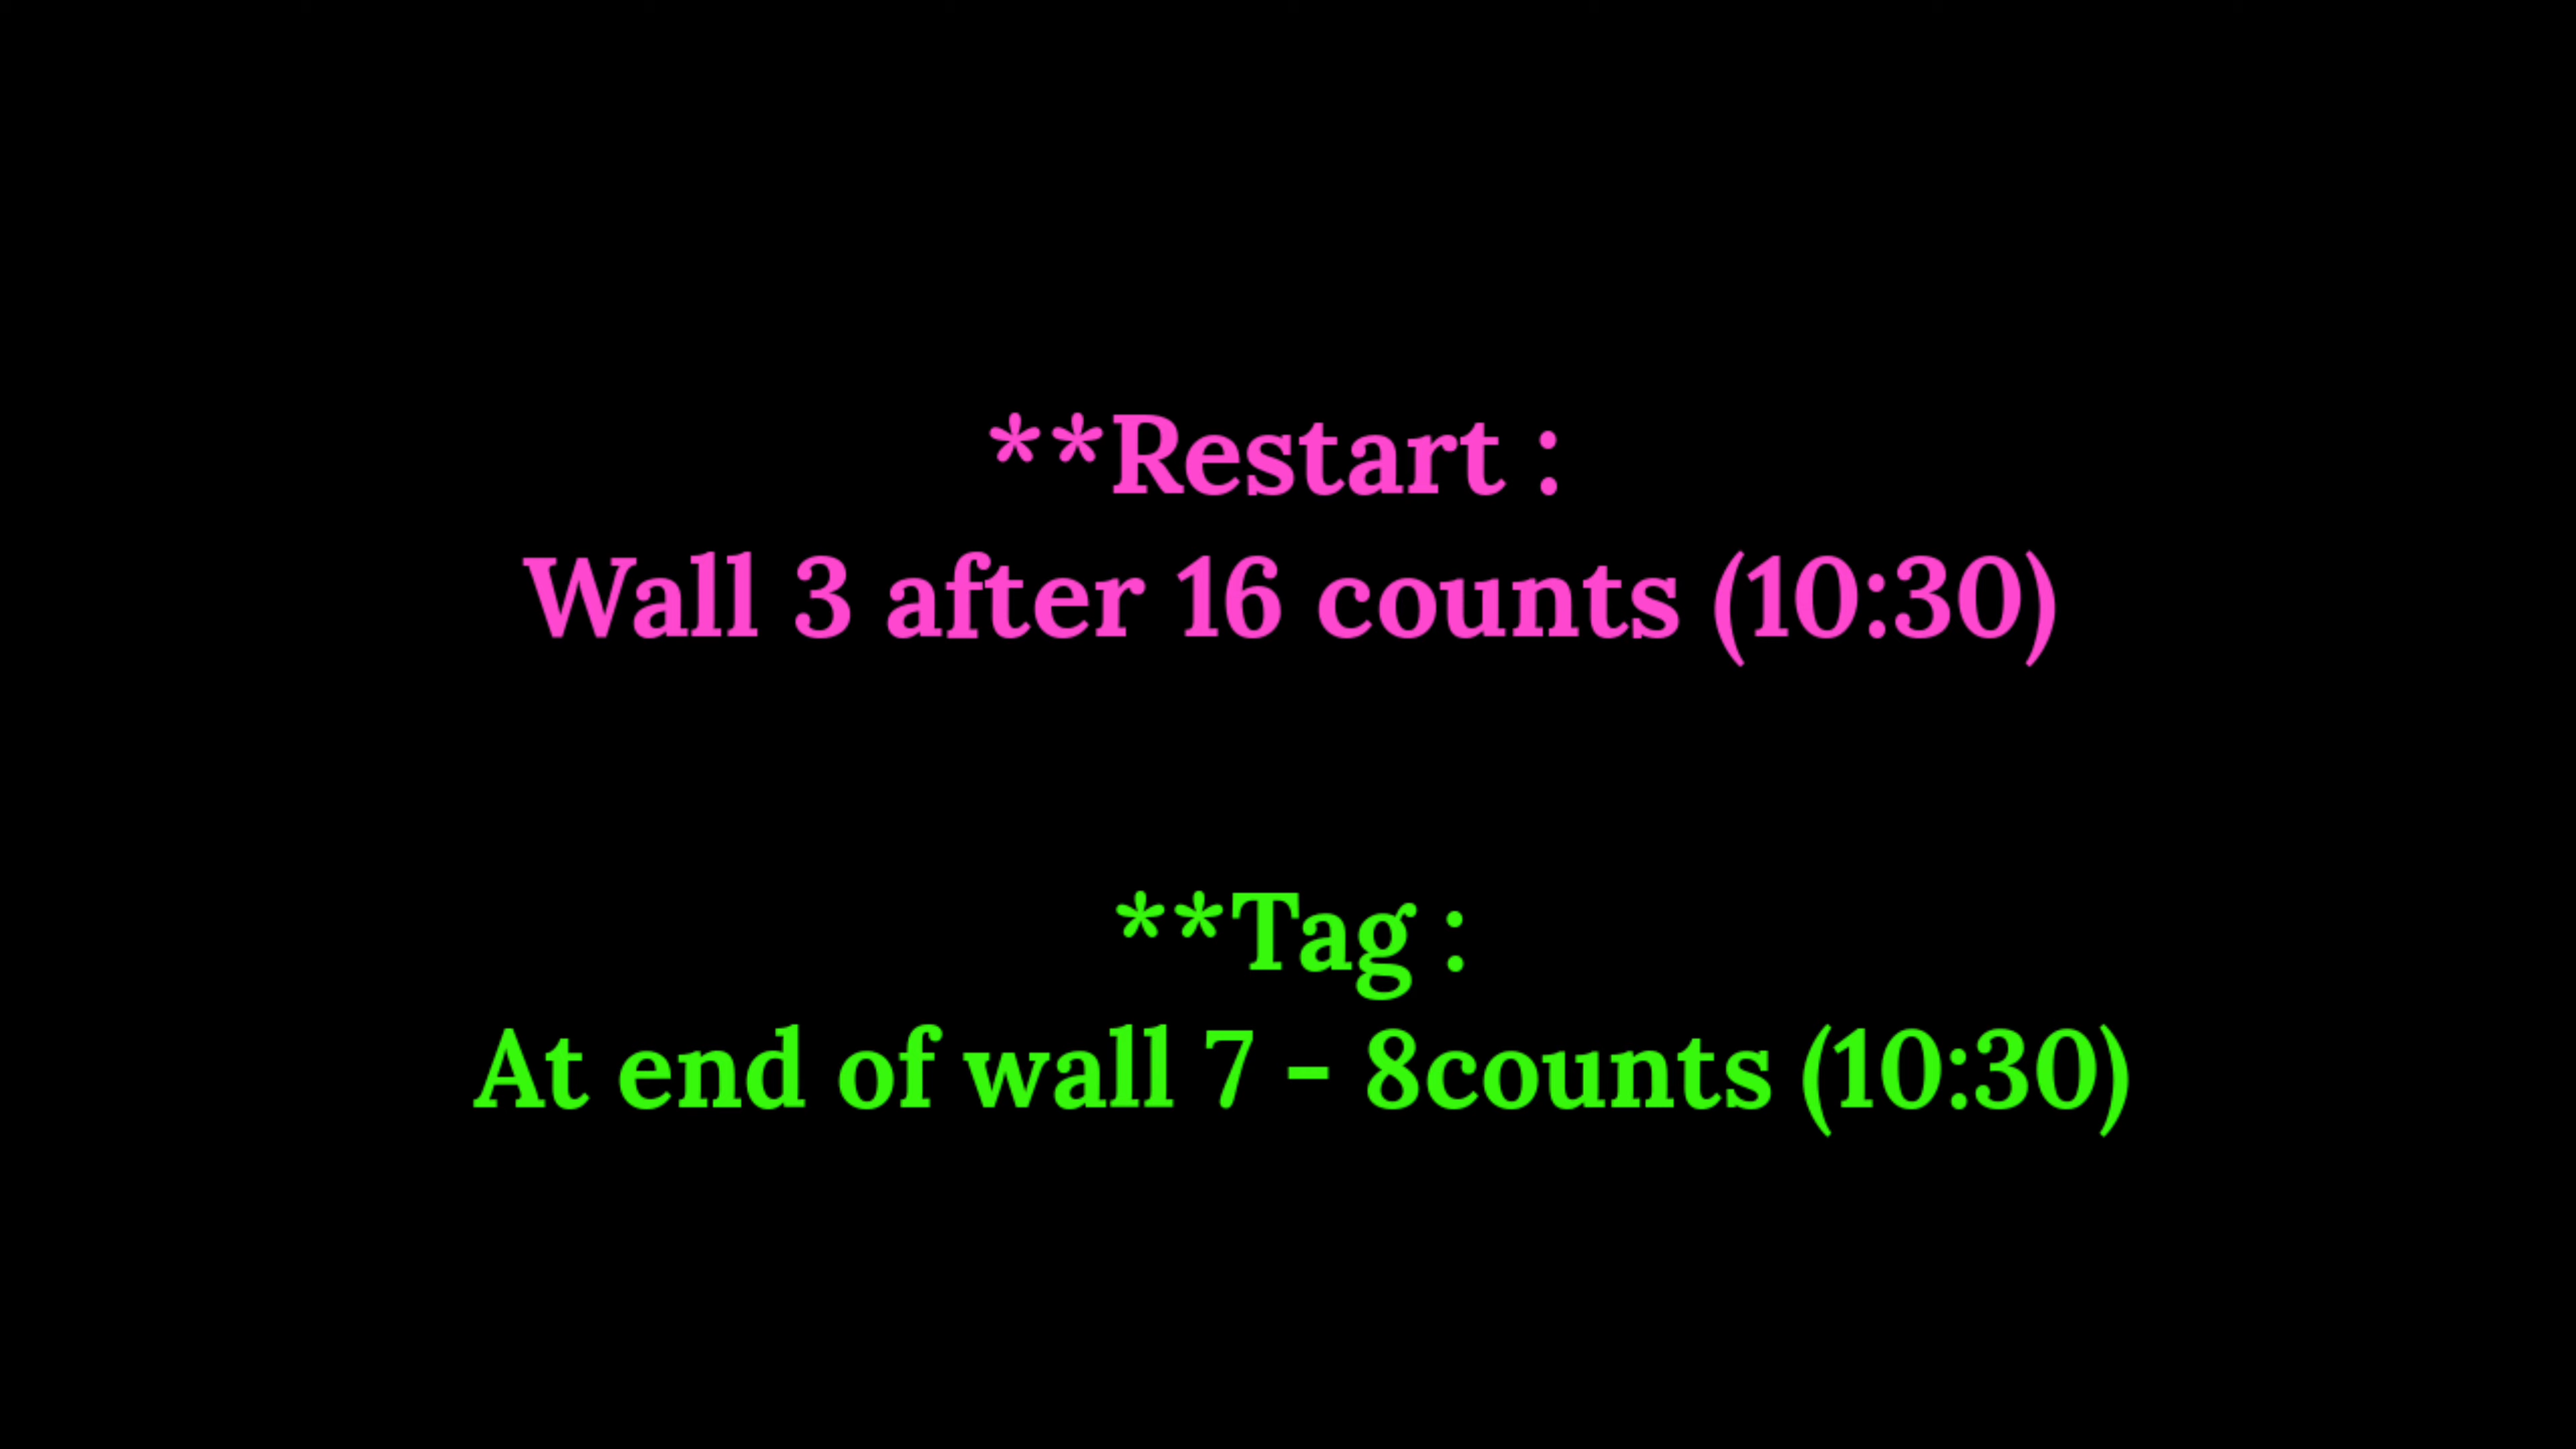 **Restart :
Wall 3 after 16 counts (10:30)
**Tag :
At end of wall 7 - 8counts (10:30)